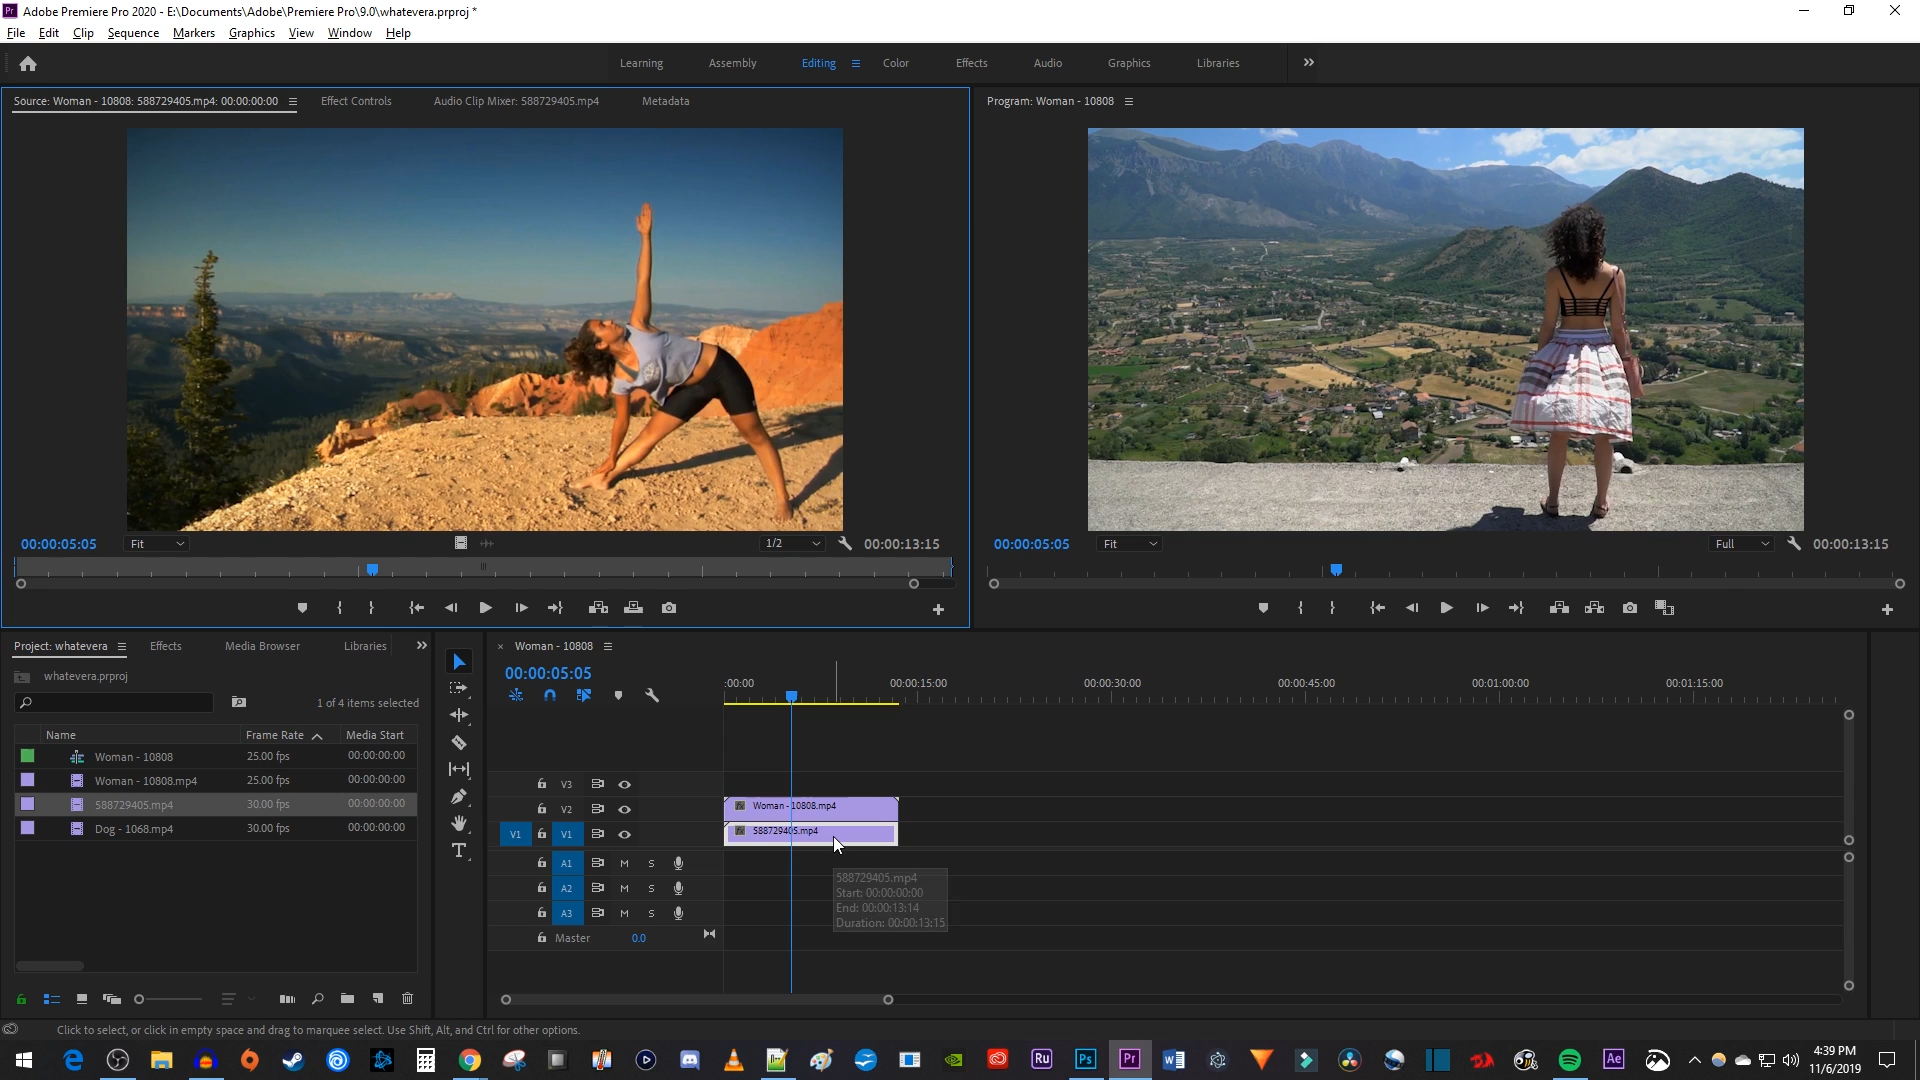 Pr Adobe Premiere Pro 2020 - E:\Documents\Adobe\Premiere Pro\9.0\whatevera.prproj *
File Edit Clip Sequence Markers Graphics View Window Help
Learning Assembly Editing Color Effects Audio Graphics Libraries
Source: Woman - 10808: 588729405.mp4: 00:00:00:00 Effect Controls Audio Clip Mixer: 588729405.mp4 Metadata
Program: Woman - 10808
00:00:05:05 Fit 1/2 00:00:13:15
00:00:05:05 Fit Full 00:00:13:15
Project: whatevera Effects Media Browser Libraries
whatevera.prproj
1 of 4 items selected
Name Frame Rate Media Start
Woman - 10808 25.00 fps 00:00:00:00
Woman - 10808.mp4 25.00 fps 00:00:00:00
588729405.mp4 30.00 fps 00:00:00:00
Dog - 1068.mp4 30.00 fps 00:00:00:00
× Woman - 10808
00:00:05:05
:00:00 00:00:15:00 00:00:30:00 00:00:45:00 00:01:00:00 00:01:15:00
V3
V2 fx Woman - 10808.mp4
V1 V1 fx 588729405.mp4
A1 M S
A2 M S
A3 M S
Master 0.0
588729405.mp4
Start: 00:00:00:00
End: 00:00:13:14
Duration: 00:00:13:15
Click to select, or click in empty space and drag to marquee select. Use Shift, Alt, and Ctrl for other options.
Ru Ps Pr Ae
4:39 PM
11/6/2019